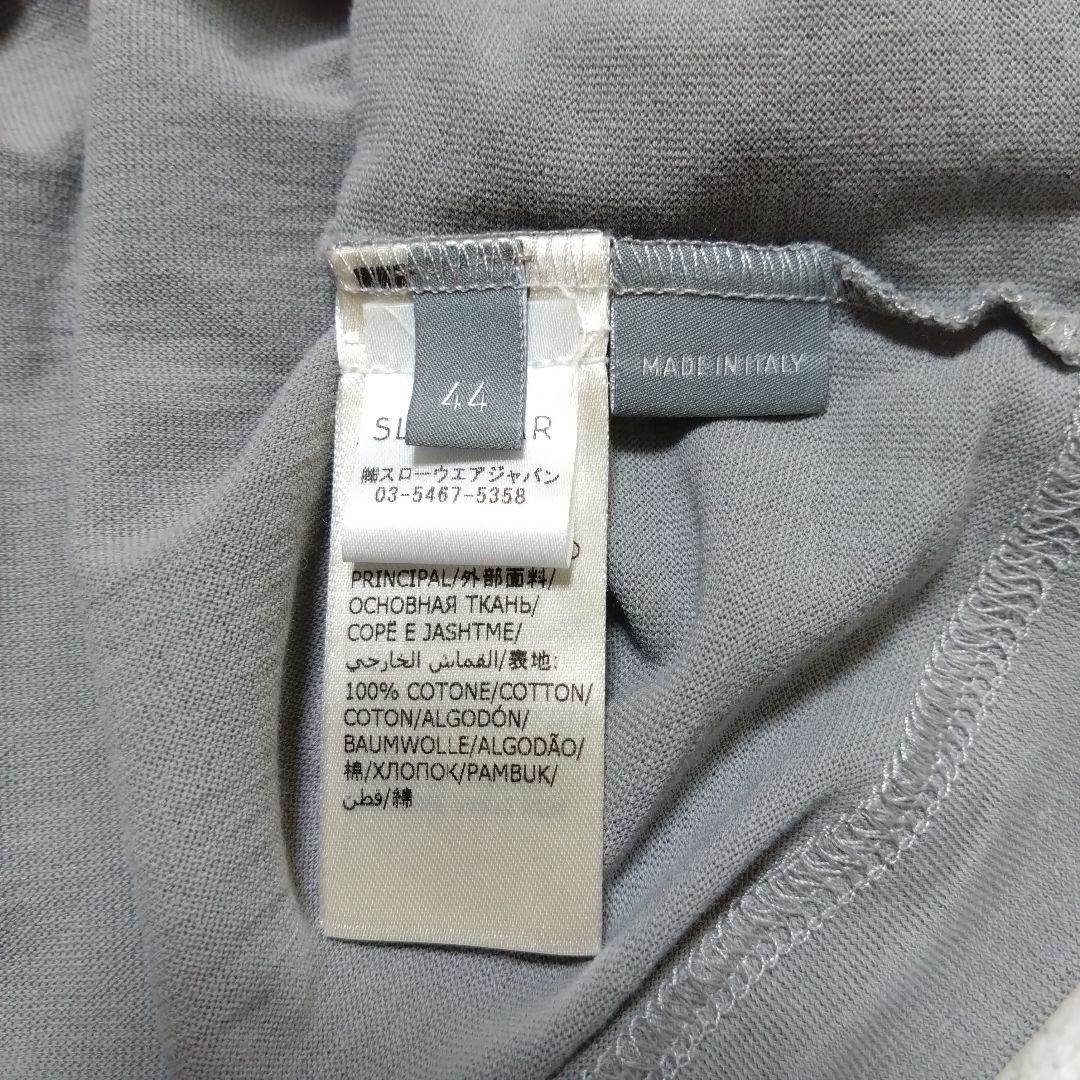 44
MADE IN ITALY
㈱スローウエアジャパン
03-5467-5358
PRINCIPAL/外部面料/
ОСНОВНАЯ ТКАНЬ/
COPË E JASHTME/
القماش الخارجي/表地:
100% COTONE/COTTON/
COTON/ALGODÓN/
BAUMWOLLE/ALGODÃO/
棉/ХЛОПОК/PAMBUK/
قطن/綿